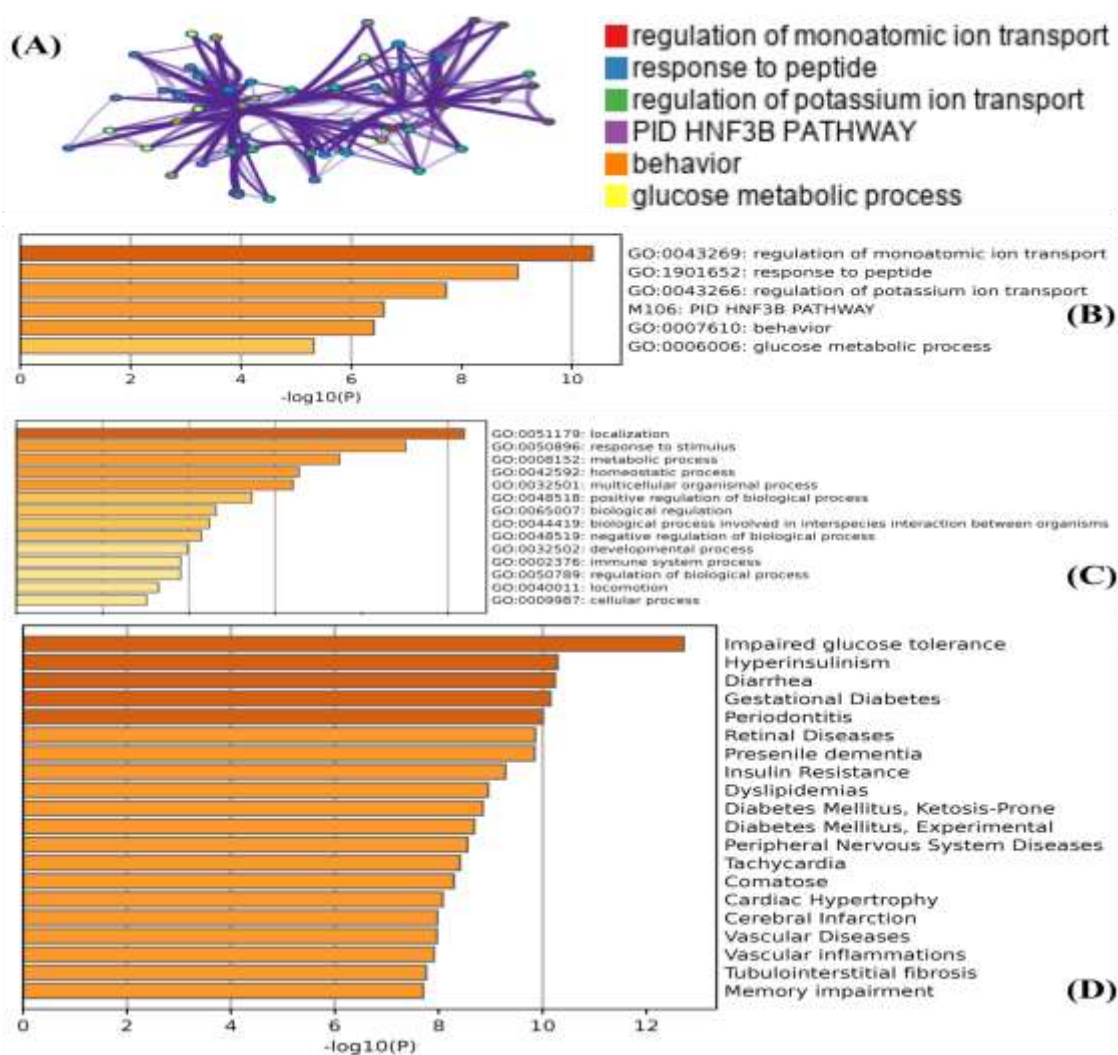 (A)
regulation of monoatomic ion transport
response to peptide
regulation of potassium ion transport
PID HNF3B PATHWAY
behavior
glucose metabolic process
GO:0043269: regulation of monoatomic ion transport
GO:1901652: response to peptide
GO:0043266: regulation of potassium ion transport
M106: PID HNF3B PATHWAY
GO:0007610: behavior
GO:0006006: glucose metabolic process
(B)
0 2 4 6 8 10
-log10(P)
GO:0051179: localization
GO:0050896: response to stimulus
GO:0008152: metabolic process
GO:0042592: homeostatic process
GO:0032501: multicellular organismal process
GO:0048518: positive regulation of biological process
GO:0065007: biological regulation
GO:0044419: biological process involved in interspecies interaction between organisms
GO:0048519: negative regulation of biological process
GO:0032502: developmental process
GO:0002376: immune system process
GO:0050789: regulation of biological process
GO:0040011: locomotion
GO:0009987: cellular process
(C)
Impaired glucose tolerance
Hyperinsulinism
Diarrhea
Gestational Diabetes
Periodontitis
Retinal Diseases
Presenile dementia
Insulin Resistance
Dyslipidemias
Diabetes Mellitus, Ketosis-Prone
Diabetes Mellitus, Experimental
Peripheral Nervous System Diseases
Tachycardia
Comatose
Cardiac Hypertrophy
Cerebral Infarction
Vascular Diseases
Vascular inflammations
Tubulointerstitial fibrosis
Memory impairment
(D)
0 2 4 6 8 10 12
-log10(P)